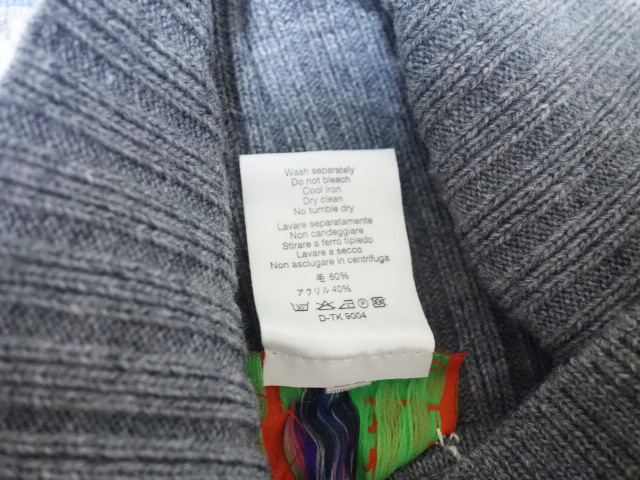 Wash separately
Do not bleach
Cool iron
Dry clean
No tumble dry
Lavare separatamente
Non candeggiare
Stirare a ferro tipiedo
Lavare a secco
Non asciugare in centrifuga
毛 60%
アクリル 40%
D-TK 9004